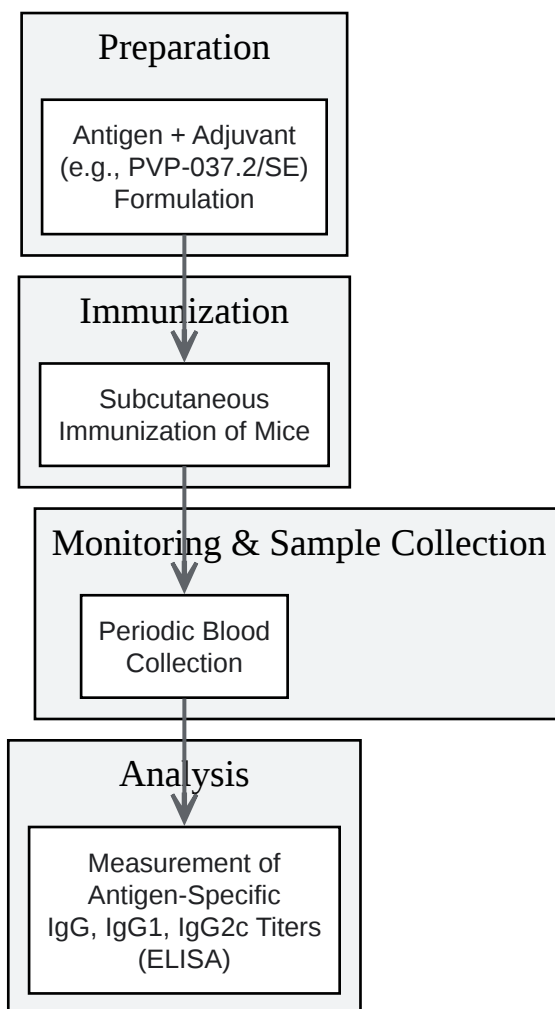 Preparation
Antigen + Adjuvant
(e.g., PVP-037.2/SE)
Formulation
Immunization
Subcutaneous
Immunization of Mice
Monitoring & Sample Collection
Periodic Blood
Collection
Analysis
Measurement of
Antigen-Specific
IgG, IgG1, IgG2c Titers
(ELISA)